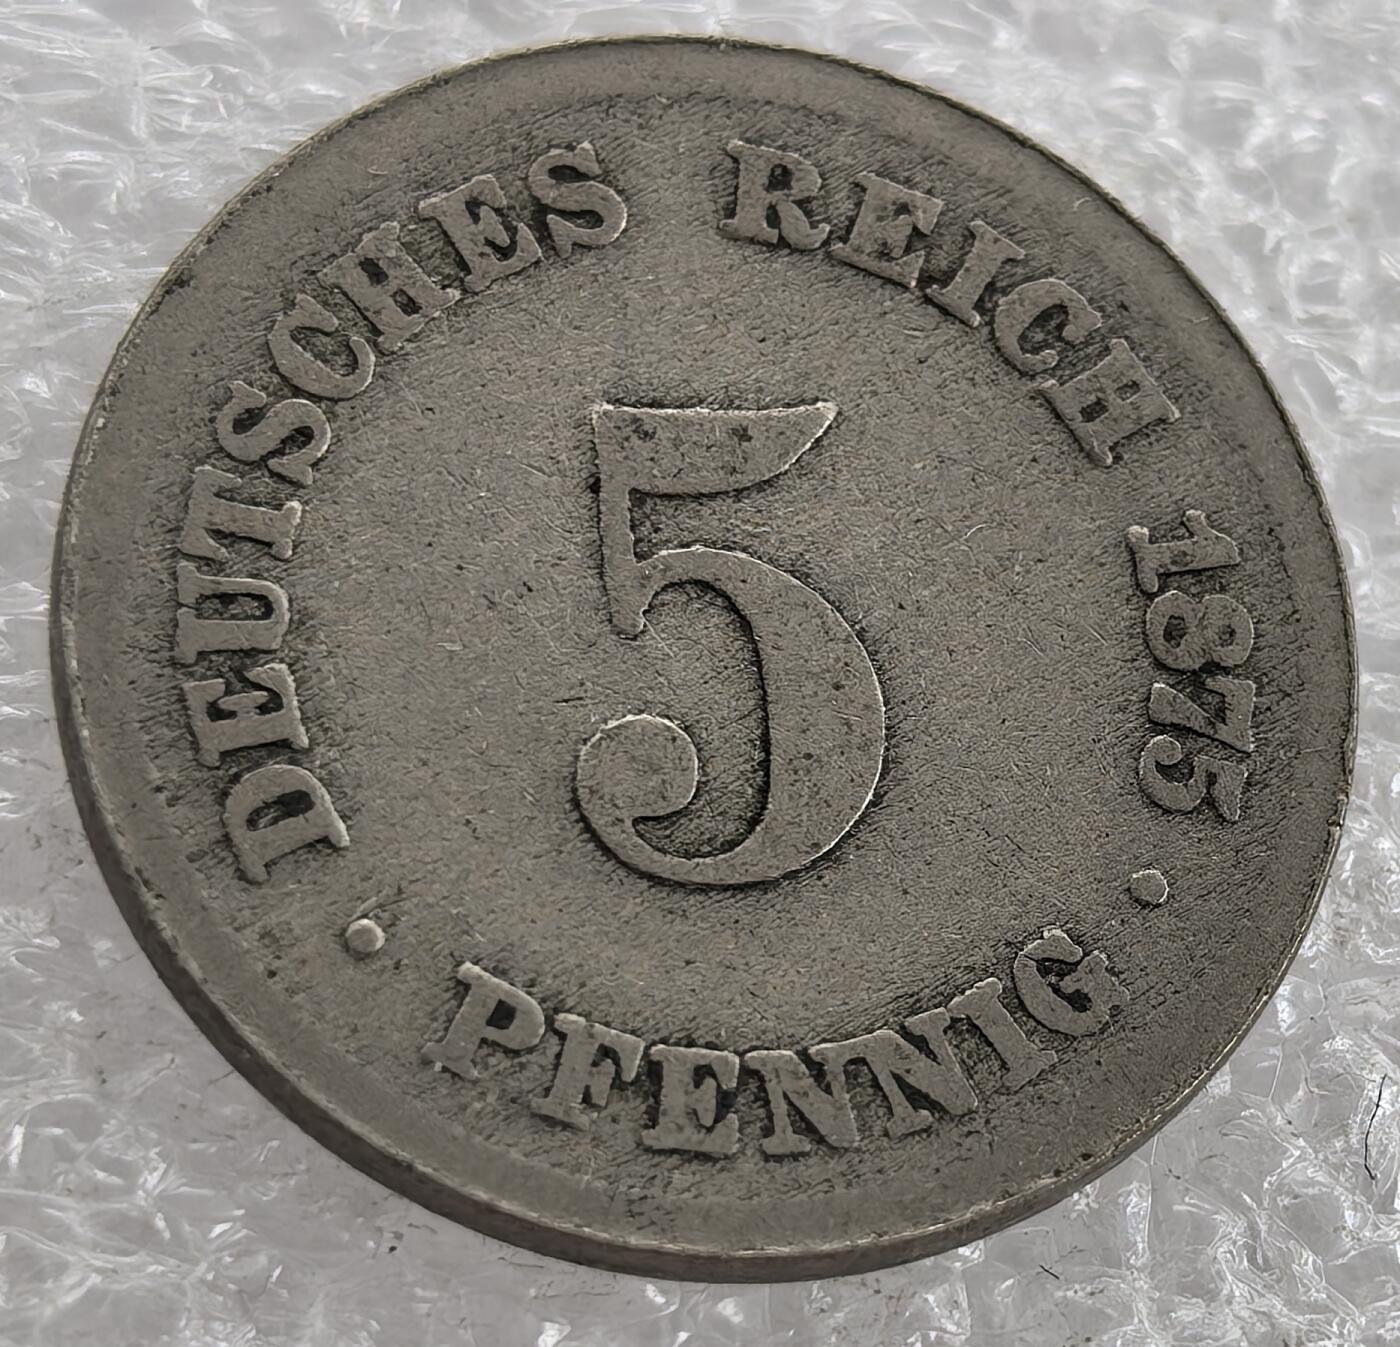 DEUTSCHES REICH 1875
5
· PFENNIG ·